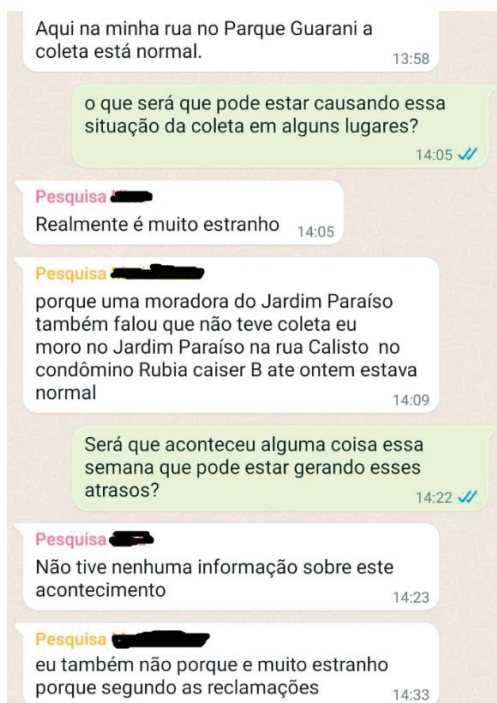 Aqui na minha rua no Parque Guarani a
coleta está normal.
13:58
o que será que pode estar causando essa
situação da coleta em alguns lugares?
14:05
Pesquisa
Realmente é muito estranho
14:05
Pesquisa
porque uma moradora do Jardim Paraíso
também falou que não teve coleta eu
moro no Jardim Paraíso na rua Calisto no
condômino Rubia caiser B ate ontem estava
normal
14:09
Será que aconteceu alguma coisa essa
semana que pode estar gerando esses
atrasos?
14:22
Pesquisa
Não tive nenhuma informação sobre este
acontecimento
14:23
Pesquisa
eu também não porque e muito estranho
porque segundo as reclamações
14:33